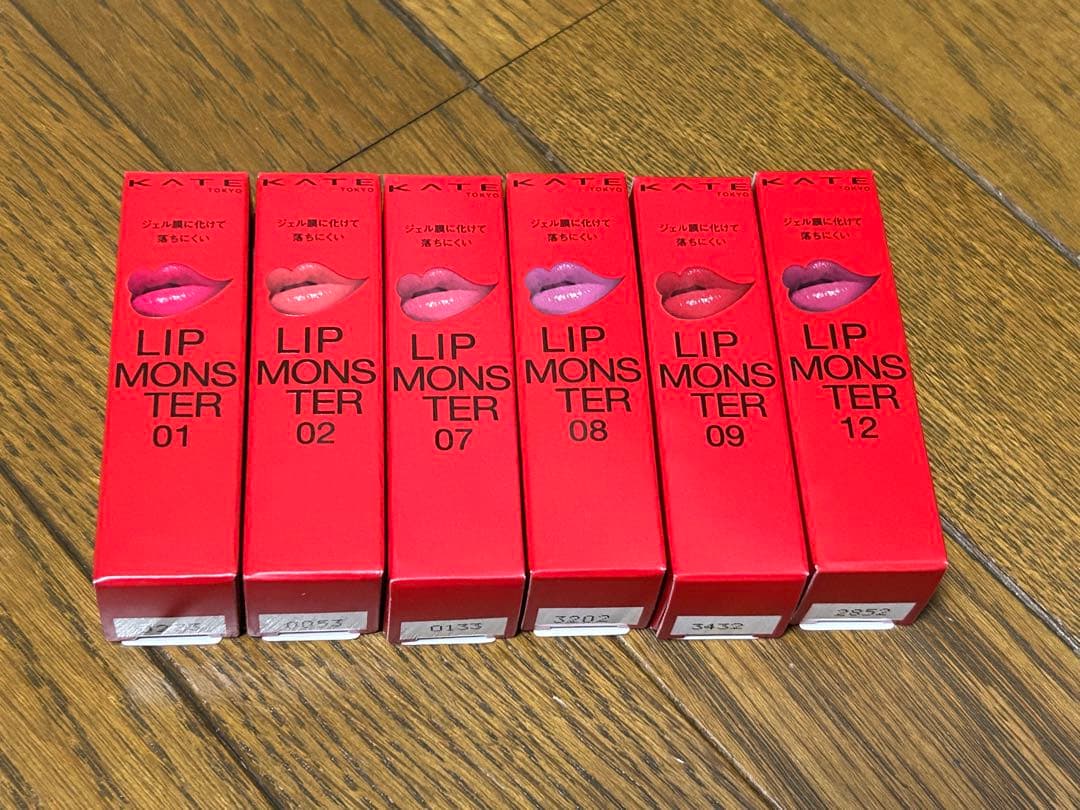 KATE
TOKYO
ジェル膜に化けて
落ちにくい
LIP
MONS
TER
01
KATE
TOKYO
ジェル膜に化けて
落ちにくい
LIP
MONS
TER
02
0053
KATE
TOKYO
ジェル膜に化けて
落ちにくい
LIP
MONS
TER
07
0133
KATE
TOKYO
ジェル膜に化けて
落ちにくい
LIP
MONS
TER
08
3202
KATE
TOKYO
ジェル膜に化けて
落ちにくい
LIP
MONS
TER
09
3432
KATE
TOKYO
ジェル膜に化けて
落ちにくい
LIP
MONS
TER
12
2852